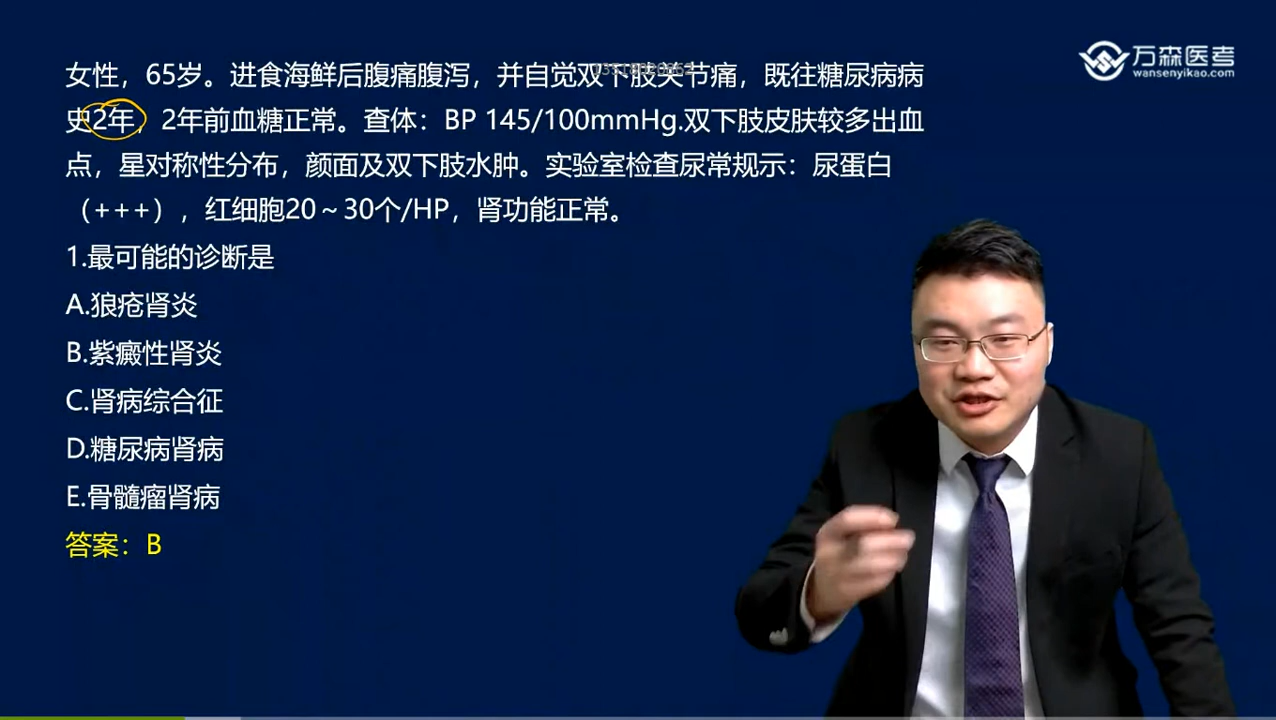 万森医考
wansenyikao.com
女性，65岁。进食海鲜后腹痛腹泻，并自觉双下肢关节痛，既往糖尿病病
史2年，2年前血糖正常。查体：BP 145/100mmHg.双下肢皮肤较多出血
点，星对称性分布，颜面及双下肢水肿。实验室检查尿常规示：尿蛋白
（+++），红细胞20～30个/HP，肾功能正常。
1.最可能的诊断是
A.狼疮肾炎
B.紫癜性肾炎
C.肾病综合征
D.糖尿病肾病
E.骨髓瘤肾病
答案：B